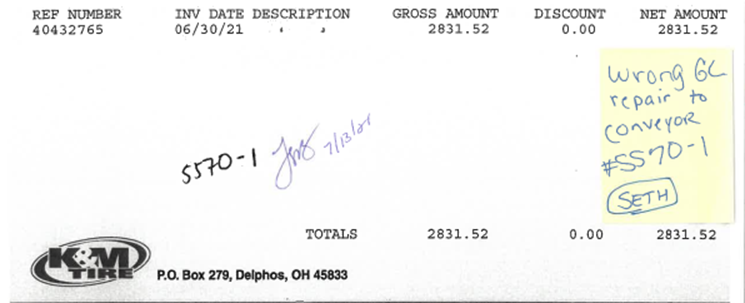 REF NUMBER INV DATE DESCRIPTION GROSS AMOUNT DISCOUNT NET AMOUNT
40432765 06/30/21 2831.52 0.00 2831.52
Wrong GL
repair to
conveyor
#5570-1
SETH
5570-1 7/13/21
TOTALS 2831.52 0.00 2831.52
K&M
TIRE
P.O. Box 279, Delphos, OH 45833